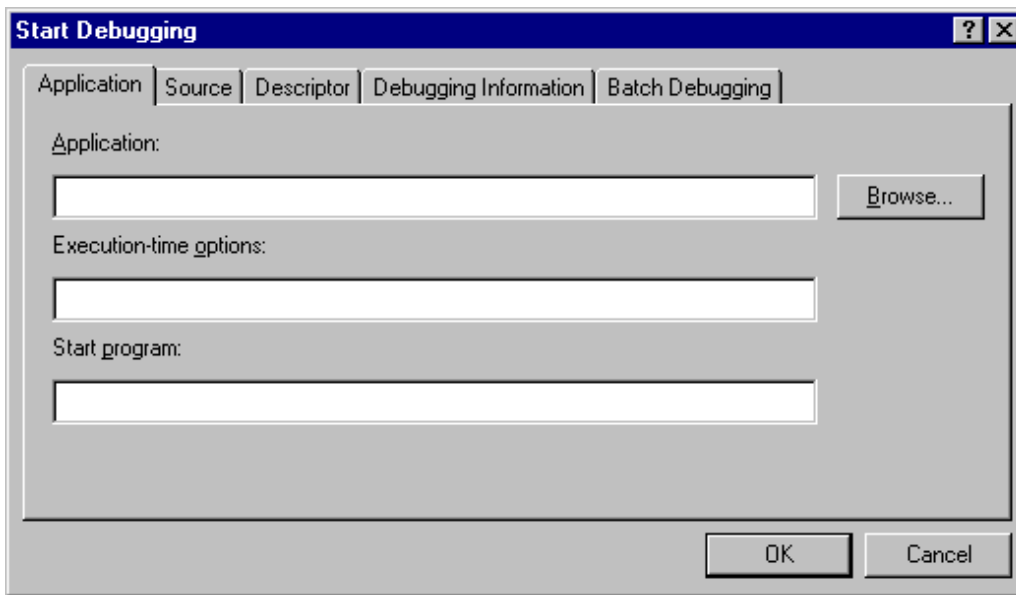 Start Debugging
Application Source Descriptor Debugging Information Batch Debugging
Application:
Browse...
Execution-time options:
Start program:
OK Cancel